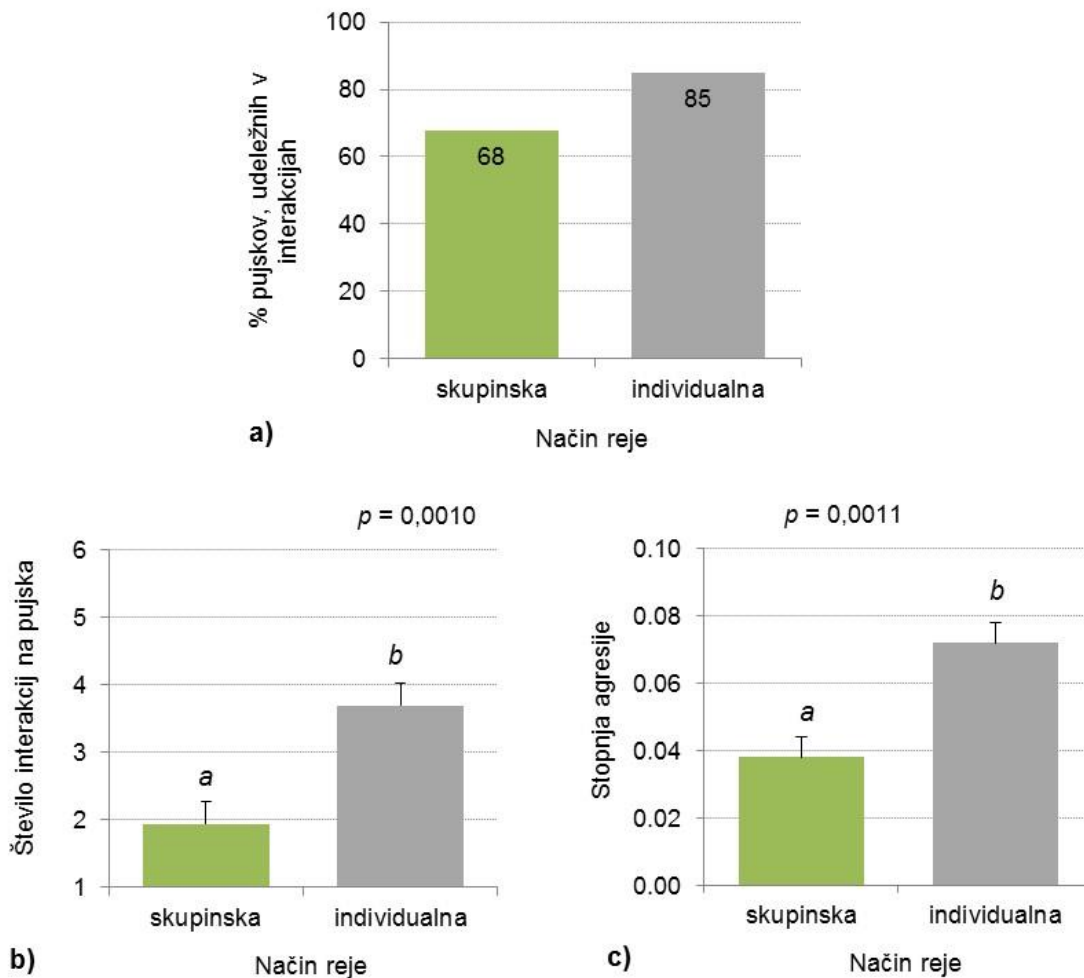 100
80
60
40
20
0
% pujskov, udeležnih v
interakcijah
68
85
skupinska
individualna
Način reje
a)
p = 0,0010
6
5
4
3
2
1
Število interakcij na pujska
a
b
skupinska
individualna
Način reje
b)
p = 0,0011
0.10
0.08
0.06
0.04
0.02
0.00
Stopnja agresije
a
b
skupinska
individualna
Način reje
c)